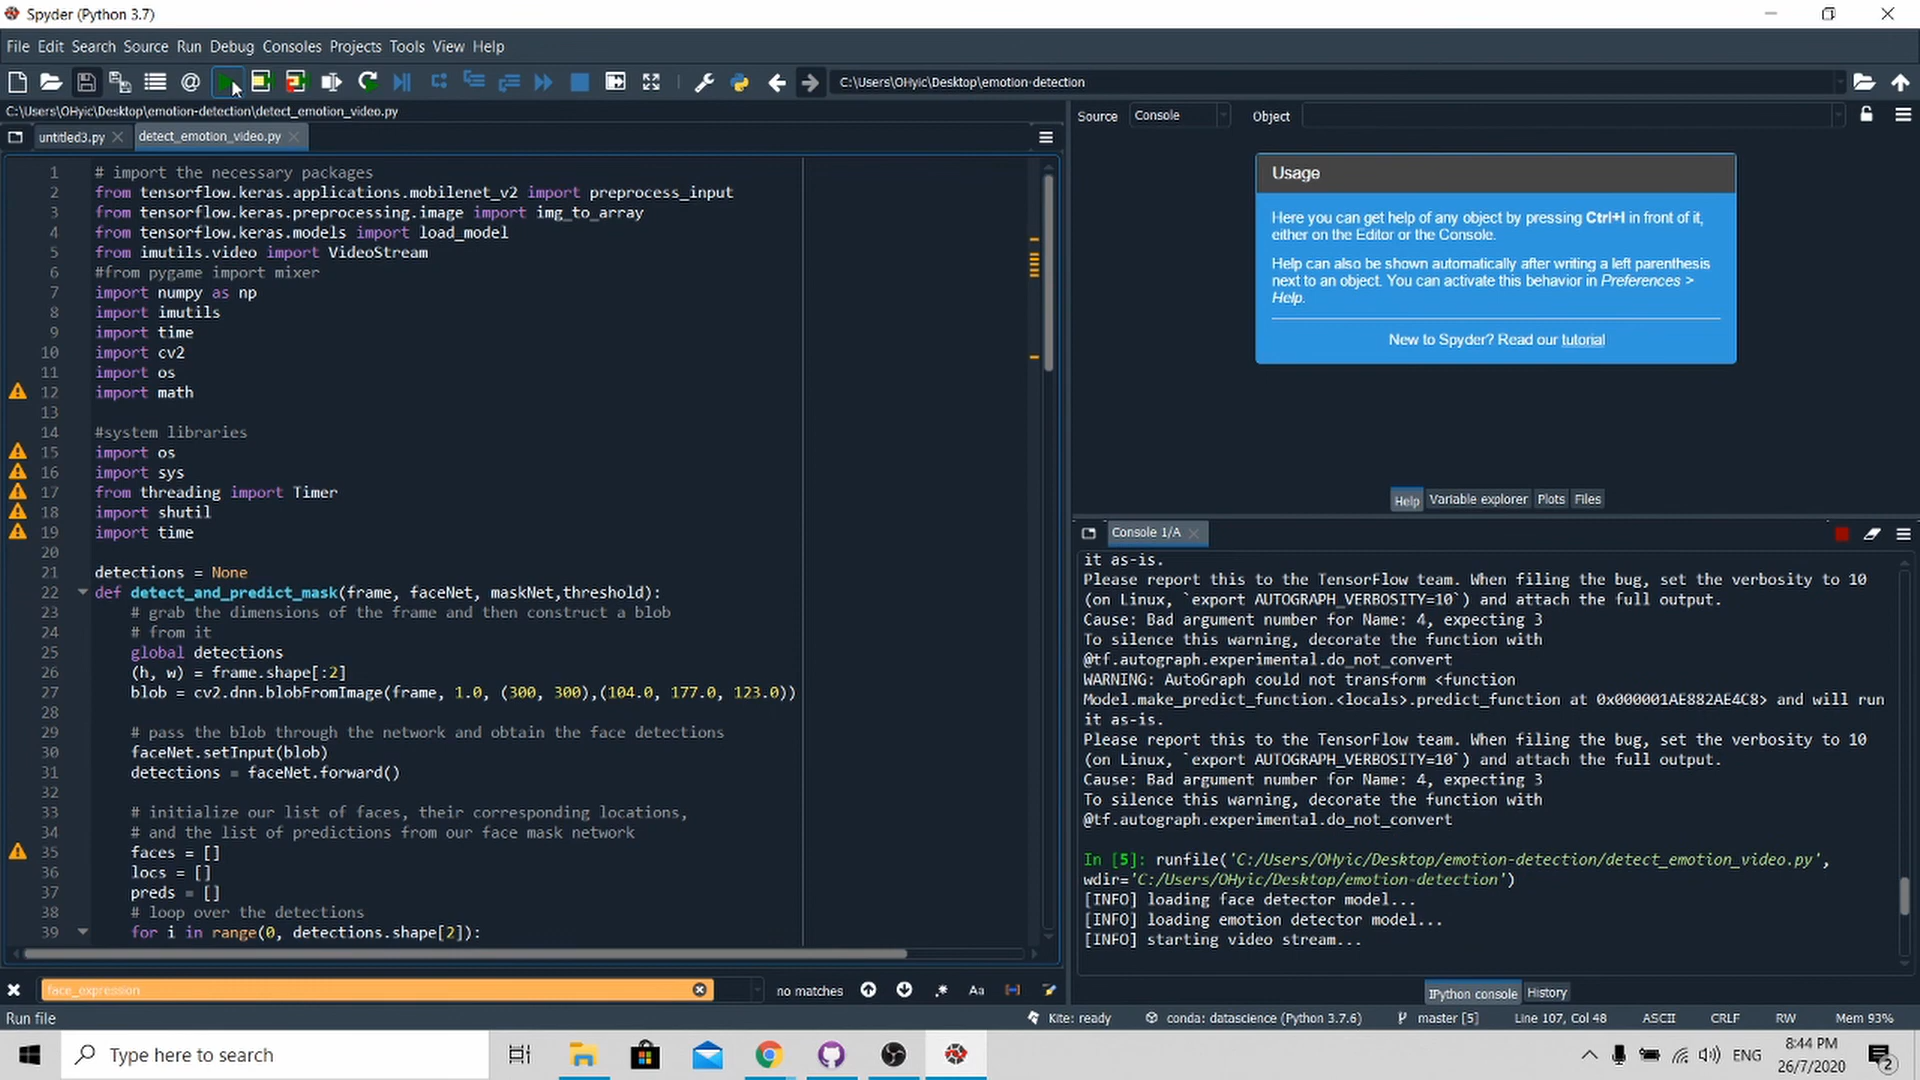 Spyder (Python 3.7)
File Edit Search Source Run Debug Consoles Projects Tools View Help
C:\Users\OHyic\Desktop\emotion-detection
C:\Users\OHyic\Desktop\emotion-detection\detect_emotion_video.py
untitled3.py detect_emotion_video.py
1 # import the necessary packages
2 from tensorflow.keras.applications.mobilenet_v2 import preprocess_input
3 from tensorflow.keras.preprocessing.image import img_to_array
4 from tensorflow.keras.models import load_model
5 from imutils.video import VideoStream
6 #from pygame import mixer
7 import numpy as np
8 import imutils
9 import time
10 import cv2
11 import os
12 import math
13
14 #system libraries
15 import os
16 import sys
17 from threading import Timer
18 import shutil
19 import time
20
21 detections = None
22 def detect_and_predict_mask(frame, faceNet, maskNet,threshold):
23 # grab the dimensions of the frame and then construct a blob
24 # from it
25 global detections
26 (h, w) = frame.shape[:2]
27 blob = cv2.dnn.blobFromImage(frame, 1.0, (300, 300),(104.0, 177.0, 123.0))
28
29 # pass the blob through the network and obtain the face detections
30 faceNet.setInput(blob)
31 detections = faceNet.forward()
32
33 # initialize our list of faces, their corresponding locations,
34 # and the list of predictions from our face mask network
35 faces = []
36 locs = []
37 preds = []
38 # loop over the detections
39 for i in range(0, detections.shape[2]):
face_expression
no matches
Aa
Source Console Object
Usage
Here you can get help of any object by pressing Ctrl+I in front of it,
either on the Editor or the Console.
Help can also be shown automatically after writing a left parenthesis
next to an object. You can activate this behavior in Preferences >
Help.
New to Spyder? Read our tutorial
Help Variable explorer Plots Files
Console 1/A
it as-is.
Please report this to the TensorFlow team. When filing the bug, set the verbosity to 10
(on Linux, `export AUTOGRAPH_VERBOSITY=10`) and attach the full output.
Cause: Bad argument number for Name: 4, expecting 3
To silence this warning, decorate the function with
@tf.autograph.experimental.do_not_convert
WARNING: AutoGraph could not transform <function
Model.make_predict_function.<locals>.predict_function at 0x000001AE882AE4C8> and will run
it as-is.
Please report this to the TensorFlow team. When filing the bug, set the verbosity to 10
(on Linux, `export AUTOGRAPH_VERBOSITY=10`) and attach the full output.
Cause: Bad argument number for Name: 4, expecting 3
To silence this warning, decorate the function with
@tf.autograph.experimental.do_not_convert
In [5]: runfile('C:/Users/OHyic/Desktop/emotion-detection/detect_emotion_video.py',
wdir='C:/Users/OHyic/Desktop/emotion-detection')
[INFO] loading face detector model...
[INFO] loading emotion detector model...
[INFO] starting video stream...
IPython console History
Run file
Kite: ready conda: datascience (Python 3.7.6) master [5] Line 107, Col 48 ASCII CRLF RW Mem 93%
Type here to search
ENG
8:44 PM
26/7/2020
2